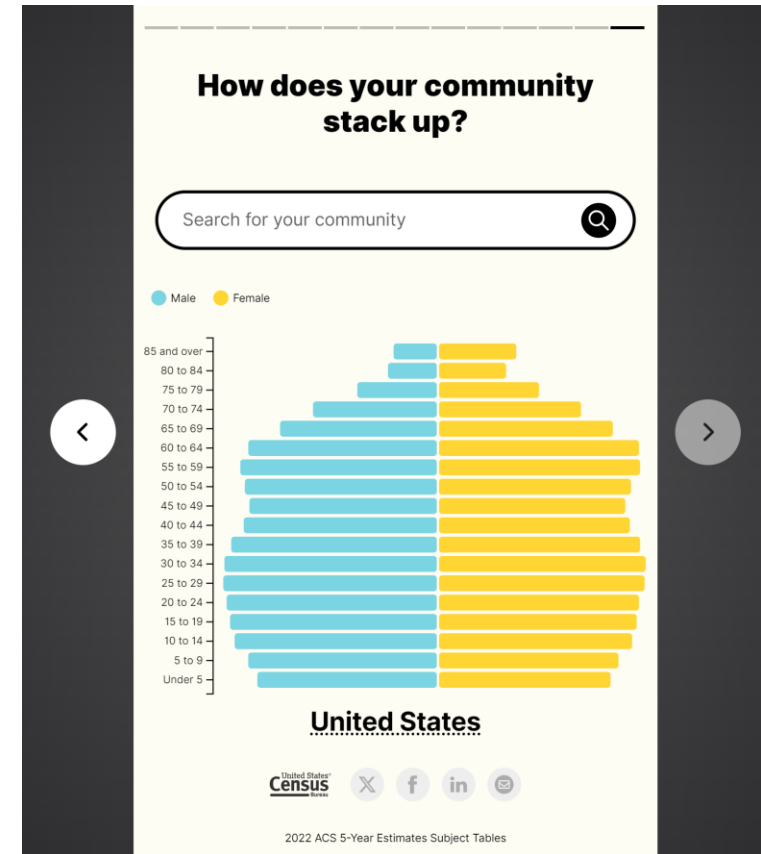 How does your community
stack up?
Search for your community
Male Female
85 and over
80 to 84
75 to 79
70 to 74
65 to 69
60 to 64
55 to 59
50 to 54
45 to 49
40 to 44
35 to 39
30 to 34
25 to 29
20 to 24
15 to 19
10 to 14
5 to 9
Under 5
United States
United States®
Census
Bureau
X f in
2022 ACS 5-Year Estimates Subject Tables